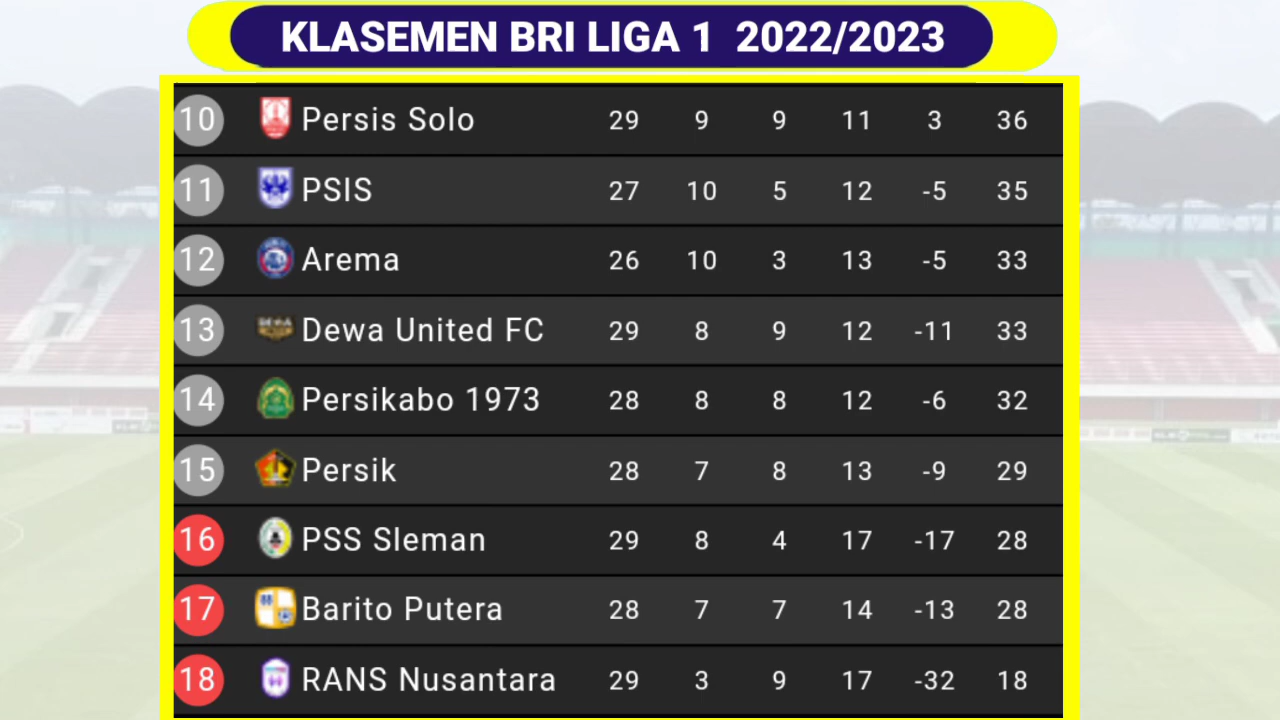 KLASEMEN BRI LIGA 1 2022/2023
10 Persis Solo 29 9 9 11 3 36
11 PSIS 27 10 5 12 -5 35
12 Arema 26 10 3 13 -5 33
13 Dewa United FC 29 8 9 12 -11 33
14 Persikabo 1973 28 8 8 12 -6 32
15 Persik 28 7 8 13 -9 29
16 PSS Sleman 29 8 4 17 -17 28
17 Barito Putera 28 7 7 14 -13 28
18 RANS Nusantara 29 3 9 17 -32 18